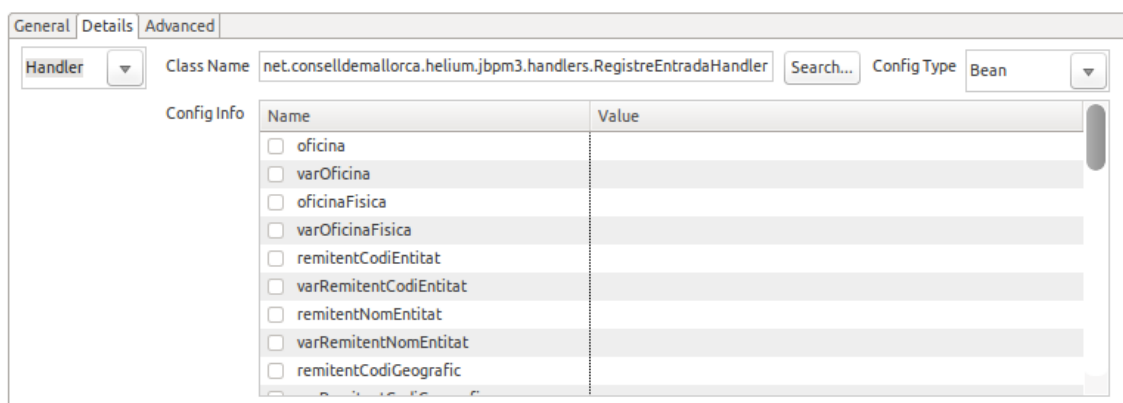 General Details Advanced
Handler Class Name net.conselldemallorca.helium.jbpm3.handlers.RegistreEntradaHandler Search... Config Type Bean
Config Info Name Value
oficina
varOficina
oficinaFisica
varOficinaFisica
remitentCodiEntitat
varRemitentCodiEntitat
remitentNomEntitat
varRemitentNomEntitat
remitentCodiGeografic